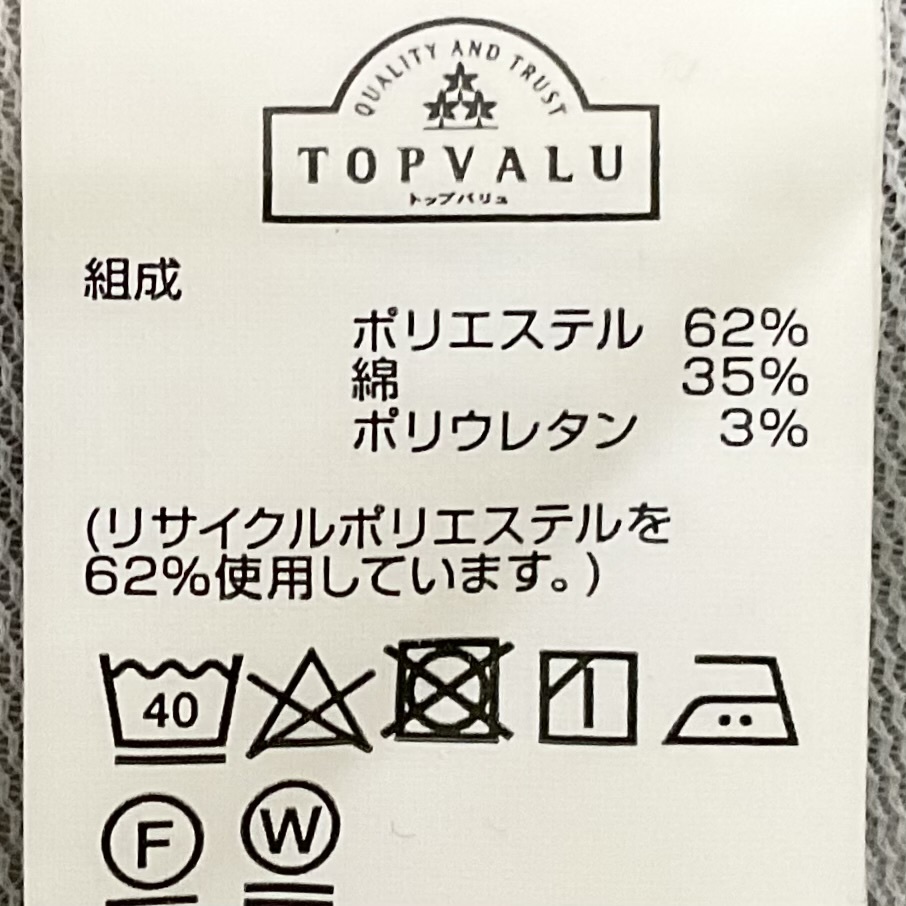 QUALITY AND TRUST
TOPVALU
トップバリュ
組成
ポリエステル 62%
綿 35%
ポリウレタン 3%
(リサイクルポリエステルを
62%使用しています。)
40
F W